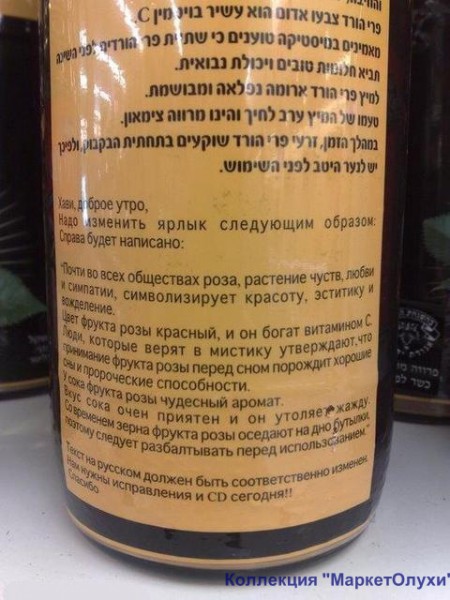 פרי הורד צבעו אדום הוא עשיר בויטמין C.
מאמינים במיסטיקה טוענים כי שתיית פרי הורדים לפני השינה
תביא חלומות טובים ויכולת נבואית.
למיץ פרי הורד ארומה נפלאה ומבושמת.
טעמו של המיץ ערב לחיך והינו מרווה צימאון.
במהלך הזמן, זרעי פרי הורד שוקעים בתחתית הבקבוק, ולפיכך
יש לנער היטב לפני השימוש.
Хави, доброе утро,
Надо изменить ярлык следующим образом:
Справа будет написано:
"Почти во всех обществах роза, растение чуств, любви
и симпатии, символизирует красоту, эститику и
вожделение.
Цвет фрукта розы красный, и он богат витамином С.
Люди, которые верят в мистику утверждают,что
принимание фрукта розы перед сном порождит хорошие
сны и пророческие способности.
У сока фрукта розы чудесный аромат.
Вкус сока очен приятен и он утоляет жажду.
Со временем зерна фрукта розы оседают на дно бутылки,
поэтому следует разбалтывать перед использованием."
Текст на русском должен быть соответственно изменен.
Нам нужны исправления и CD сегодня!!
Спасибо
Коллекция "МаркетОлухи"